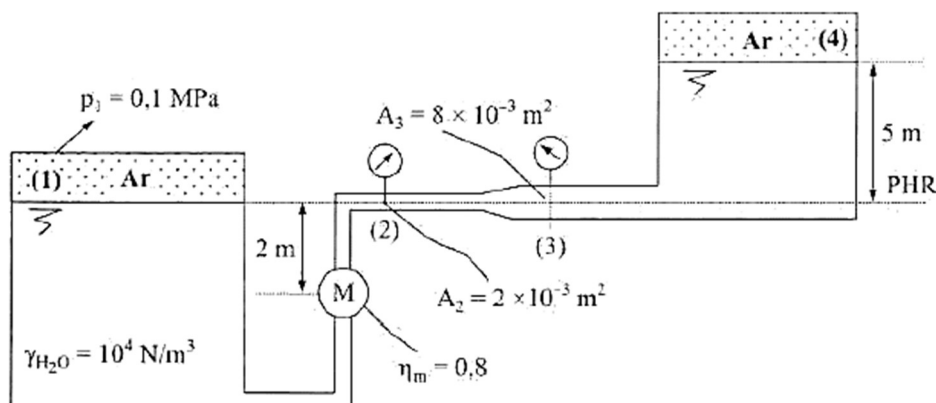 Ar (4)
p₁ = 0,1 MPa
A₃ = 8 × 10⁻³ m²
5 m
(1) Ar
PHR
(2)
(3)
2 m
M
A₂ = 2 ×10⁻³ m²
γH₂O = 10⁴ N/m³
ηₘ = 0,8